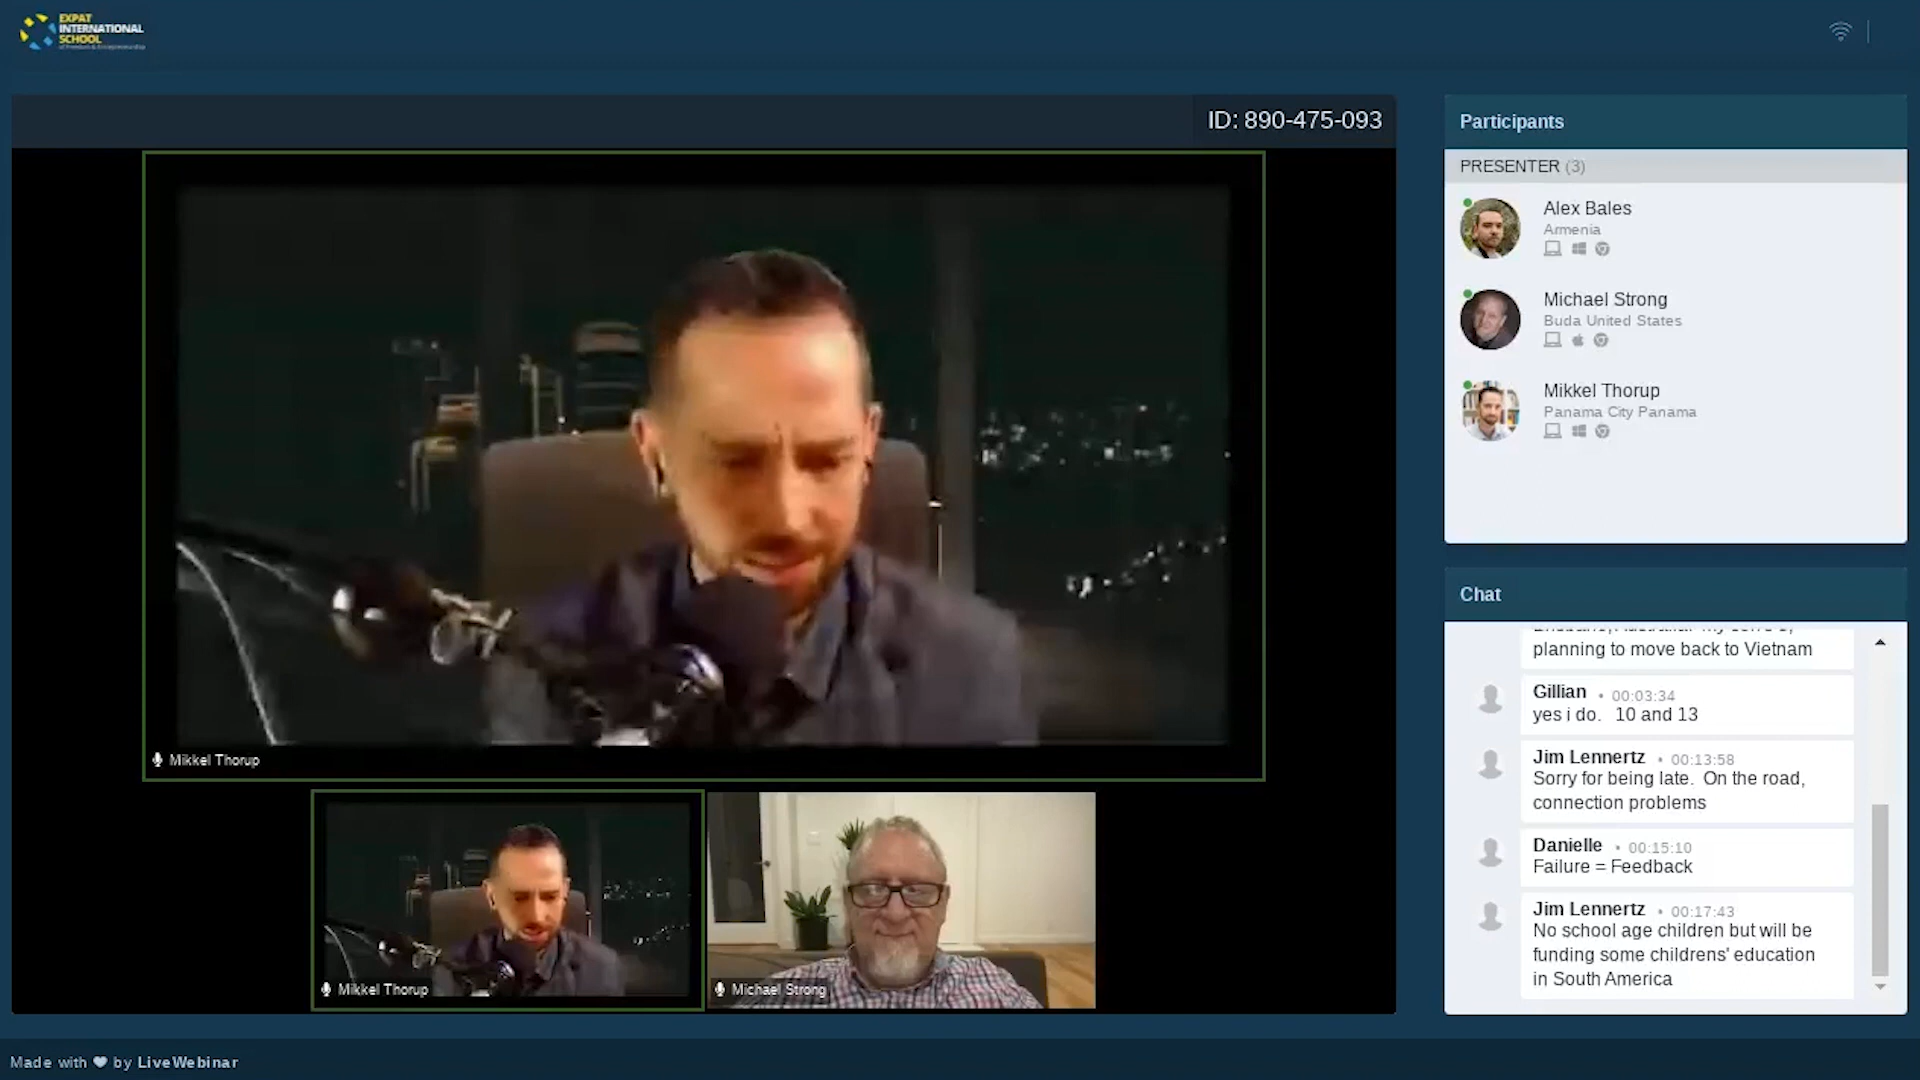 EXPAT
INTERNATIONAL
SCHOOL
of Freedom & Entrepreneurship
ID: 890-475-093
Mikkel Thorup
Mikkel Thorup
Michael Strong
Participants
PRESENTER (3)
Alex Bales
Armenia
Michael Strong
Buda United States
Mikkel Thorup
Panama City Panama
Chat
planning to move back to Vietnam
Gillian • 00:03:34
yes i do. 10 and 13
Jim Lennertz • 00:13:58
Sorry for being late. On the road,
connection problems
Danielle • 00:15:10
Failure = Feedback
Jim Lennertz • 00:17:43
No school age children but will be
funding some childrens' education
in South America
Made with ❤ by LiveWebinar